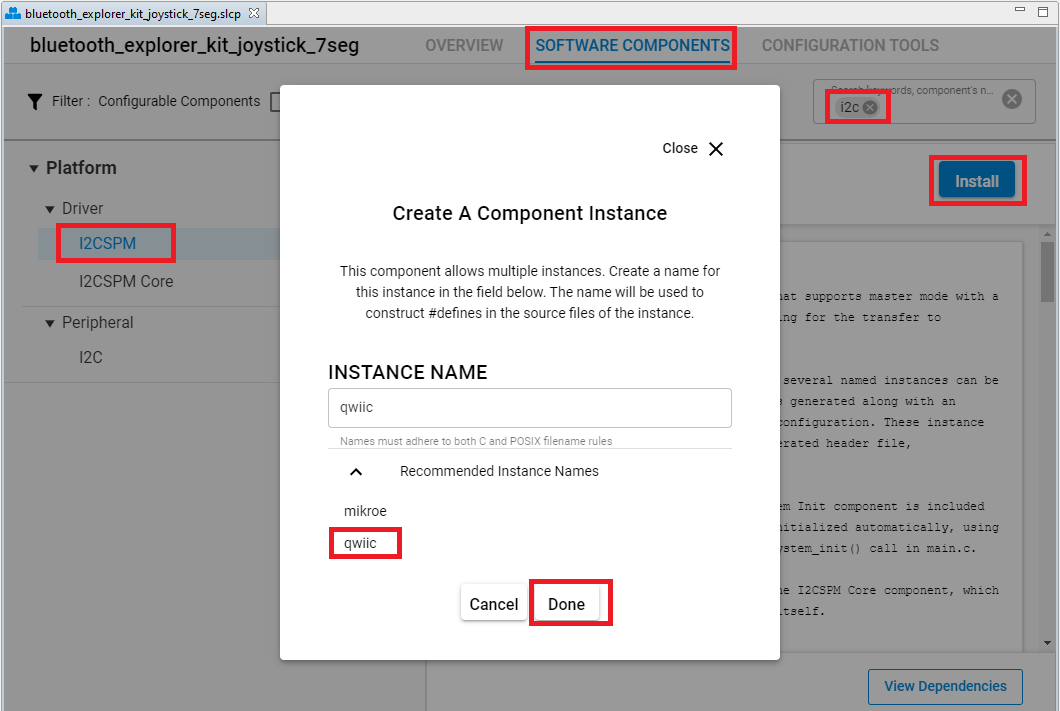 bluetooth_explorer_kit_joystick_7seg.slcp
bluetooth_explorer_kit_joystick_7seg
OVERVIEW
SOFTWARE COMPONENTS
CONFIGURATION TOOLS
Filter : Configurable Components
Search keywords, component's n...
i2c
Install
Platform
Driver
I2CSPM
I2CSPM Core
Peripheral
I2C
Close
Create A Component Instance
This component allows multiple instances. Create a name for
this instance in the field below. The name will be used to
construct #defines in the source files of the instance.
INSTANCE NAME
qwiic
Names must adhere to both C and POSIX filename rules
Recommended Instance Names
mikroe
qwiic
Cancel
Done
hat supports master mode with a
ing for the transfer to
several named instances can be
s generated along with an
configuration. These instance
erated header file,
em Init component is included
nitialized automatically, using
ystem_init() call in main.c.
he I2CSPM Core component, which
itself.
View Dependencies